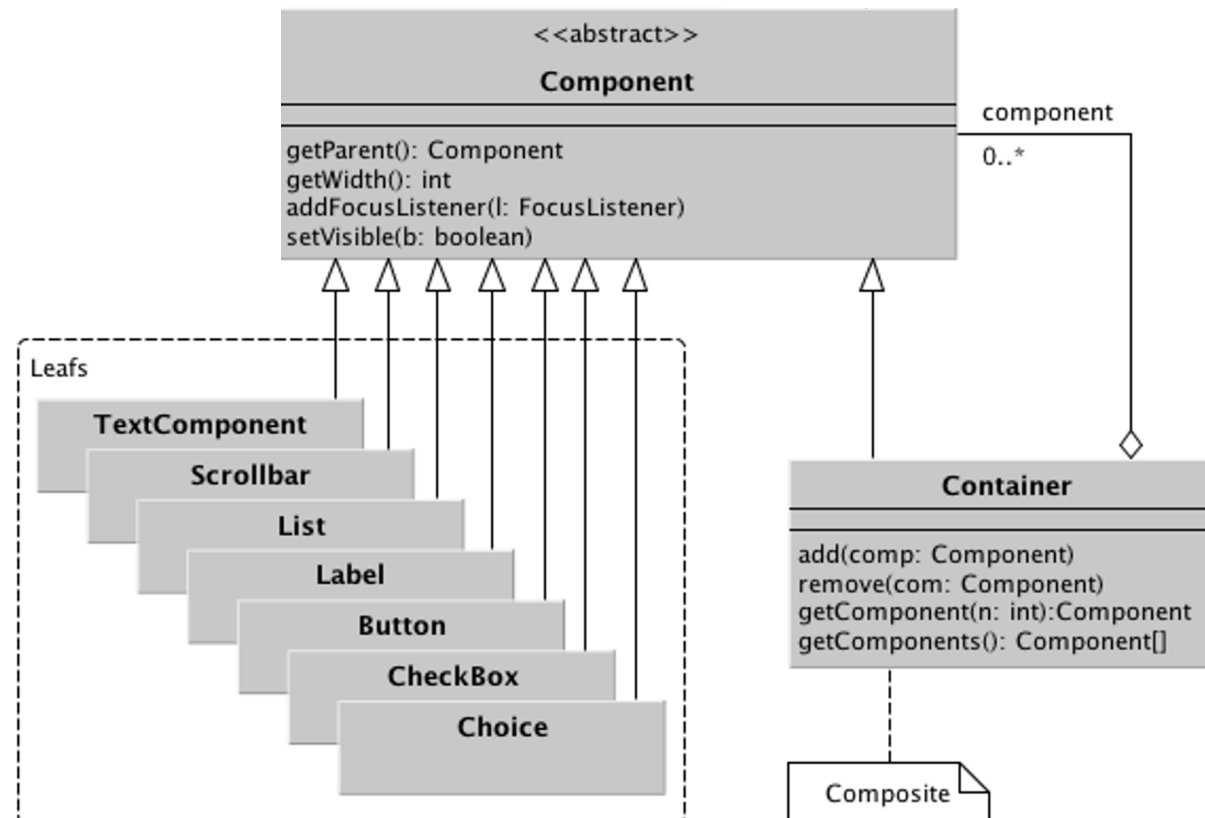 <<abstract>>
Component
getParent(): Component
getWidth(): int
addFocusListener(l: FocusListener)
setVisible(b: boolean)
component
0..*
Leafs
TextComponent
Scrollbar
List
Label
Button
CheckBox
Choice
Container
add(comp: Component)
remove(com: Component)
getComponent(n: int):Component
getComponents(): Component[]
Composite